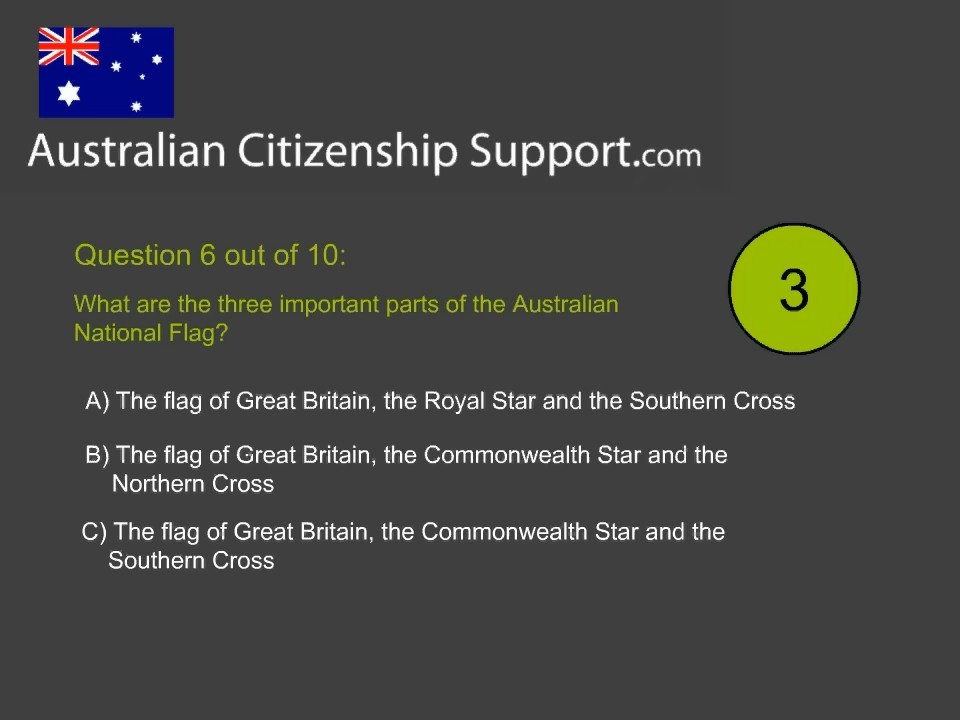 Australian Citizenship Support.com
Question 6 out of 10:
3
What are the three important parts of the Australian
National Flag?
A) The flag of Great Britain, the Royal Star and the Southern Cross
B) The flag of Great Britain, the Commonwealth Star and the
Northern Cross
C) The flag of Great Britain, the Commonwealth Star and the
Southern Cross